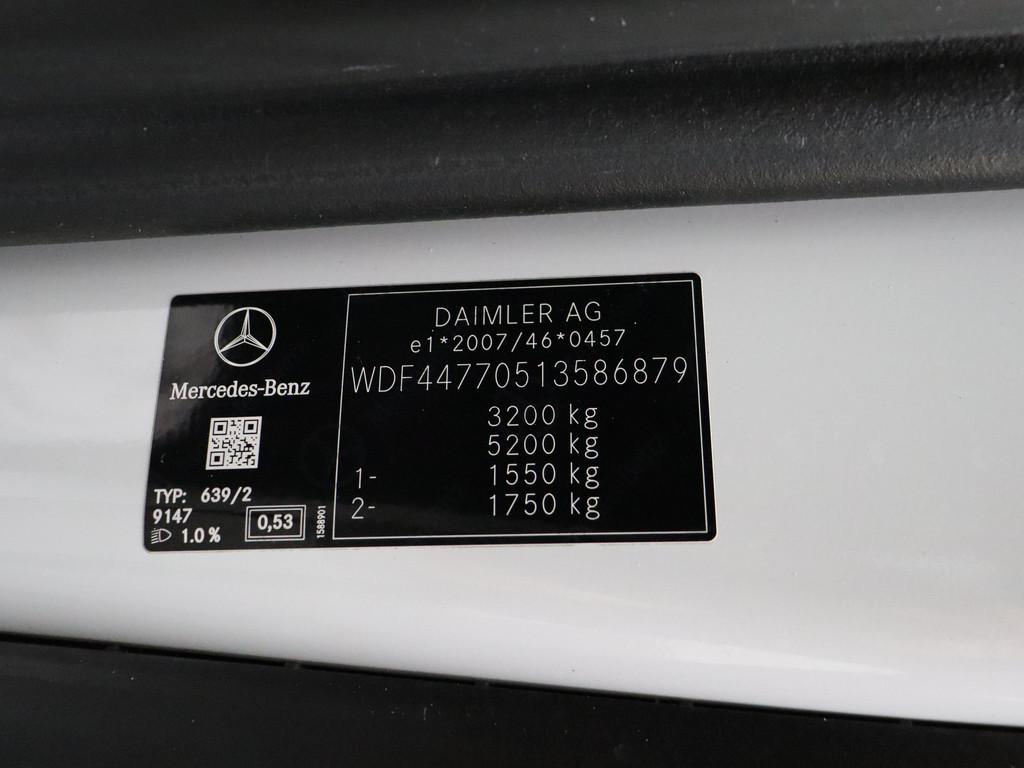 Mercedes-Benz
TYP: 639/2
9147
1.0 %
0,53
1588901
DAIMLER AG
e1*2007/46*0457
WDF44770513586879
3200 kg
5200 kg
1- 1550 kg
2- 1750 kg